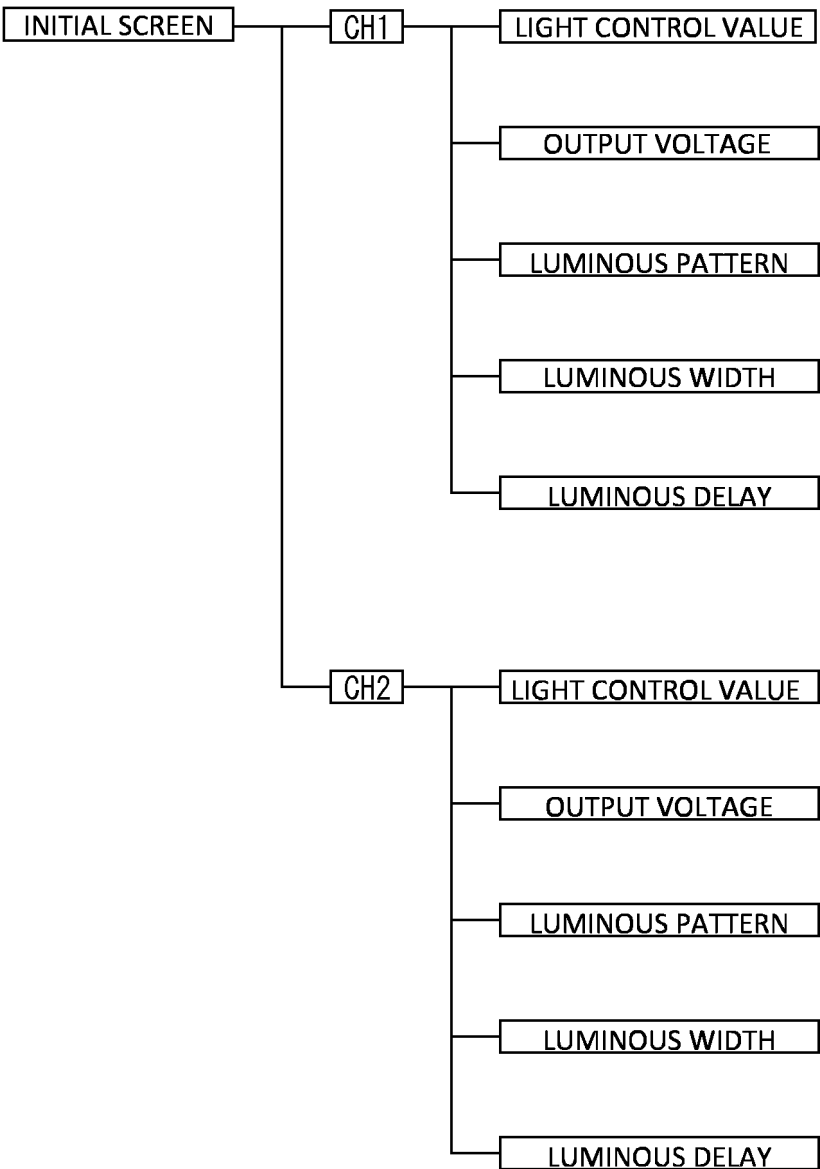 INITIAL SCREEN
CH1
LIGHT CONTROL VALUE
OUTPUT VOLTAGE
LUMINOUS PATTERN
LUMINOUS WIDTH
LUMINOUS DELAY
CH2
LIGHT CONTROL VALUE
OUTPUT VOLTAGE
LUMINOUS PATTERN
LUMINOUS WIDTH
LUMINOUS DELAY